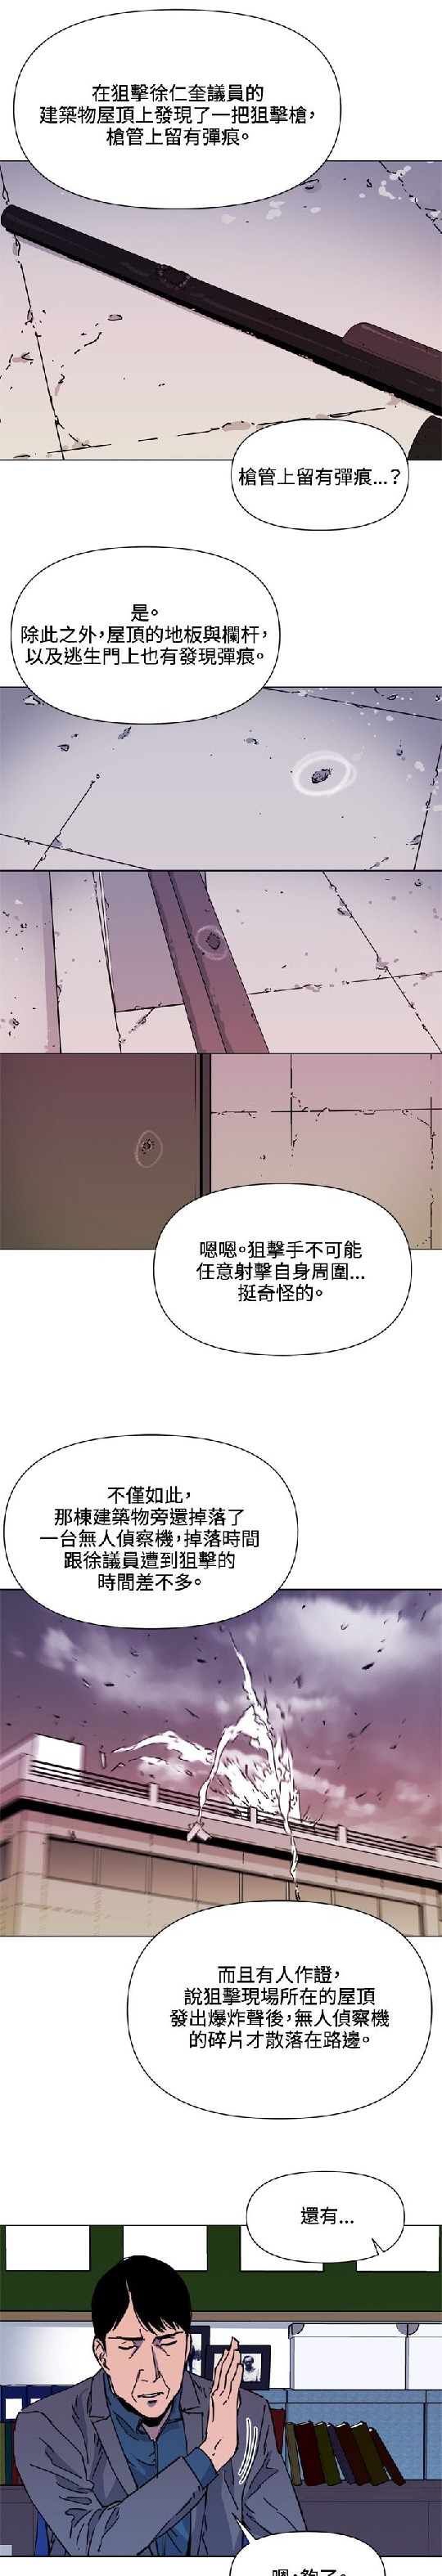 在狙擊徐仁奎議員的
建築物屋頂上發現了一把狙擊槍，
槍管上留有彈痕。
槍管上留有彈痕...？
是。
除此之外，屋頂的地板與欄杆，
以及逃生門上也有發現彈痕。
嗯嗯。狙擊手不可能
任意射擊自身周圍...
挺奇怪的。
不僅如此，
那棟建築物旁還掉落了
一台無人偵察機，掉落時間
跟徐議員遭到狙擊的
時間差不多。
而且有人作證，
說狙擊現場所在的屋頂
發出爆炸聲後，無人偵察機
的碎片才散落在路邊。
還有...
嗯，夠了。